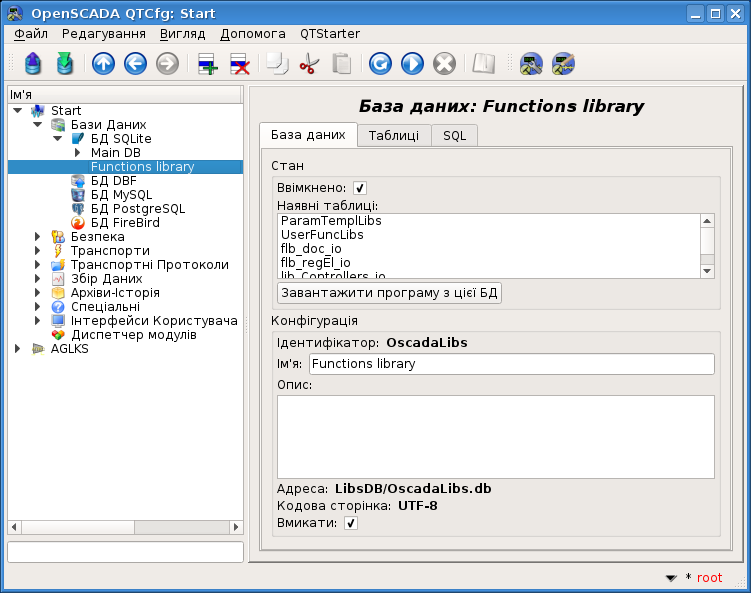 OpenSCADA QTCfg: Start
Файл Редагування Вигляд Допомога QTStarter
Ім'я
Start
Бази Даних
БД SQLite
Main DB
Functions library
БД DBF
БД MySQL
БД PostgreSQL
БД FireBird
Безпека
Транспорти
Транспортні Протоколи
Збір Даних
Архіви-Історія
Спеціальні
Інтерфейси Користувача
Диспетчер модулів
AGLKS
База даних: Functions library
База даних Таблиці SQL
Стан
Ввімкнено:
Наявні таблиці:
ParamTemplLibs
UserFuncLibs
flb_doc_io
flb_regEl_io
lib_Controllers_io
Завантажити програму з цієї БД
Конфігурація
Ідентифікатор: OscadaLibs
Ім'я: Functions library
Опис:
Адреса: LibsDB/OscadaLibs.db
Кодова сторінка: UTF-8
Вмикати:
* root